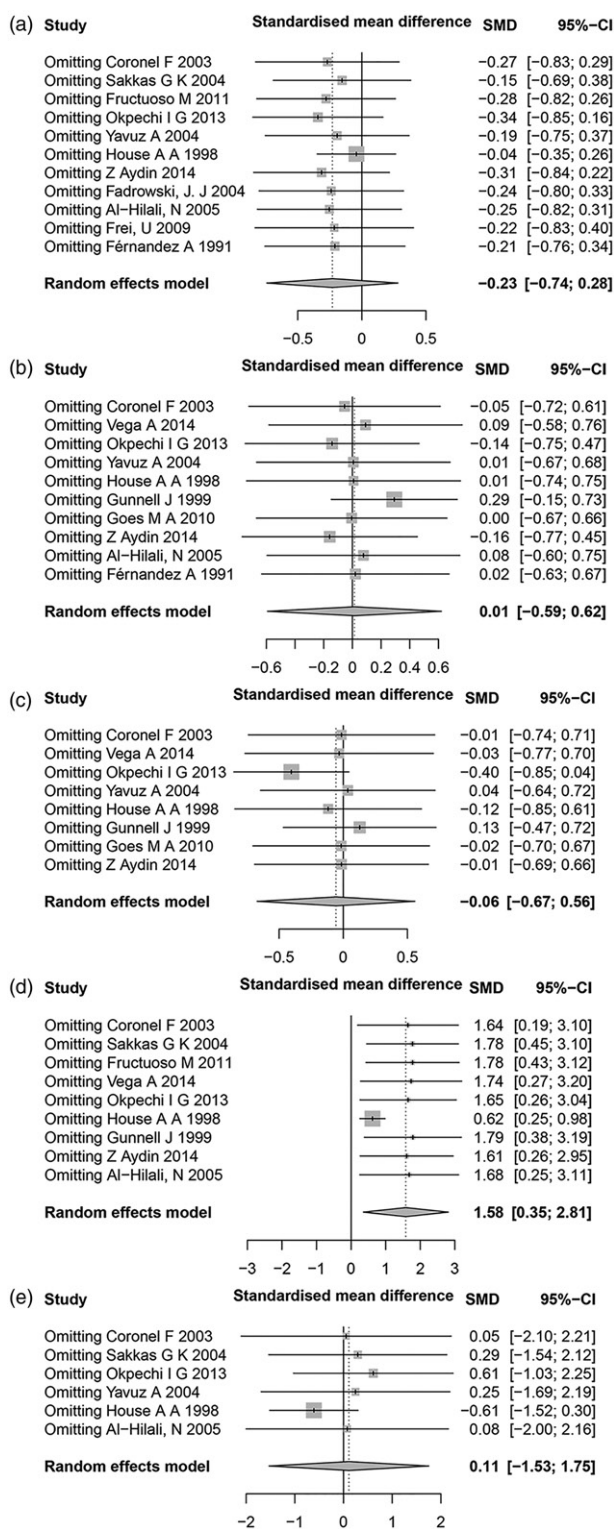 (a) Study Standardised mean difference SMD 95%−CI
Omitting Coronel F 2003 −0.27 [−0.83; 0.29]
Omitting Sakkas G K 2004 −0.15 [−0.69; 0.38]
Omitting Fructuoso M 2011 −0.28 [−0.82; 0.26]
Omitting Okpechi I G 2013 −0.34 [−0.85; 0.16]
Omitting Yavuz A 2004 −0.19 [−0.75; 0.37]
Omitting House A A 1998 −0.04 [−0.35; 0.26]
Omitting Z Aydin 2014 −0.31 [−0.84; 0.22]
Omitting Fadrowski, J. J 2004 −0.24 [−0.80; 0.33]
Omitting Al−Hilali, N 2005 −0.25 [−0.82; 0.31]
Omitting Frei, U 2009 −0.22 [−0.83; 0.40]
Omitting Férnandez A 1991 −0.21 [−0.76; 0.34]
Random effects model −0.23 [−0.74; 0.28]
−0.5 0 0.5
(b) Study Standardised mean difference SMD 95%−CI
Omitting Coronel F 2003 −0.05 [−0.72; 0.61]
Omitting Vega A 2014 0.09 [−0.58; 0.76]
Omitting Okpechi I G 2013 −0.14 [−0.75; 0.47]
Omitting Yavuz A 2004 0.01 [−0.67; 0.68]
Omitting House A A 1998 0.01 [−0.74; 0.75]
Omitting Gunnell J 1999 0.29 [−0.15; 0.73]
Omitting Goes M A 2010 0.00 [−0.67; 0.66]
Omitting Z Aydin 2014 −0.16 [−0.77; 0.45]
Omitting Al−Hilali, N 2005 0.08 [−0.60; 0.75]
Omitting Férnandez A 1991 0.02 [−0.63; 0.67]
Random effects model 0.01 [−0.59; 0.62]
−0.6 −0.2 0 0.2 0.4 0.6
(c) Study Standardised mean difference SMD 95%−CI
Omitting Coronel F 2003 −0.01 [−0.74; 0.71]
Omitting Vega A 2014 −0.03 [−0.77; 0.70]
Omitting Okpechi I G 2013 −0.40 [−0.85; 0.04]
Omitting Yavuz A 2004 0.04 [−0.64; 0.72]
Omitting House A A 1998 −0.12 [−0.85; 0.61]
Omitting Gunnell J 1999 0.13 [−0.47; 0.72]
Omitting Goes M A 2010 −0.02 [−0.70; 0.67]
Omitting Z Aydin 2014 −0.01 [−0.69; 0.66]
Random effects model −0.06 [−0.67; 0.56]
−0.5 0 0.5
(d) Study Standardised mean difference SMD 95%−CI
Omitting Coronel F 2003 1.64 [0.19; 3.10]
Omitting Sakkas G K 2004 1.78 [0.45; 3.10]
Omitting Fructuoso M 2011 1.78 [0.43; 3.12]
Omitting Vega A 2014 1.74 [0.27; 3.20]
Omitting Okpechi I G 2013 1.65 [0.26; 3.04]
Omitting House A A 1998 0.62 [0.25; 0.98]
Omitting Gunnell J 1999 1.79 [0.38; 3.19]
Omitting Z Aydin 2014 1.61 [0.26; 2.95]
Omitting Al−Hilali, N 2005 1.68 [0.25; 3.11]
Random effects model 1.58 [0.35; 2.81]
−3 −2 −1 0 1 2 3
(e) Study Standardised mean difference SMD 95%−CI
Omitting Coronel F 2003 0.05 [−2.10; 2.21]
Omitting Sakkas G K 2004 0.29 [−1.54; 2.12]
Omitting Okpechi I G 2013 0.61 [−1.03; 2.25]
Omitting Yavuz A 2004 0.25 [−1.69; 2.19]
Omitting House A A 1998 −0.61 [−1.52; 0.30]
Omitting Al−Hilali, N 2005 0.08 [−2.00; 2.16]
Random effects model 0.11 [−1.53; 1.75]
−2 −1 0 1 2